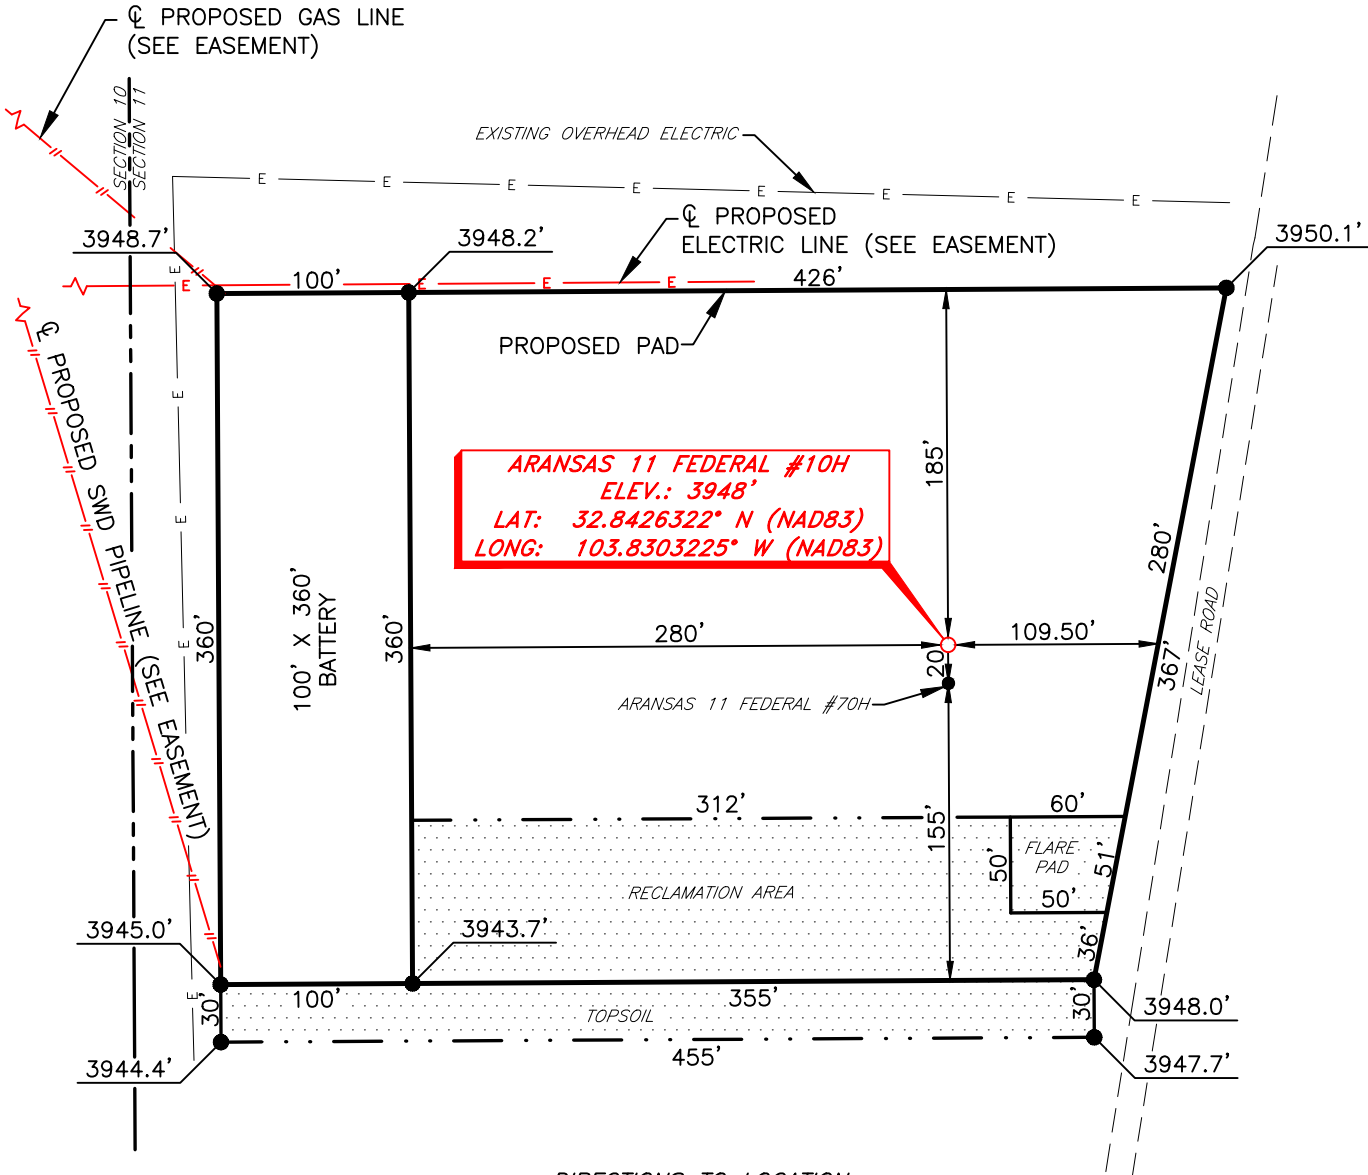 ℄ PROPOSED GAS LINE
(SEE EASEMENT)
SECTION 10
SECTION 11
EXISTING OVERHEAD ELECTRIC
E E E E E E E E
℄ PROPOSED
ELECTRIC LINE (SEE EASEMENT)
3948.7'
3948.2'
3950.1'
E
100'
E E E E
426'
PROPOSED PAD
℄ PROPOSED SWD PIPELINE (SEE EASEMENT)
E
E
E
E
ARANSAS 11 FEDERAL #10H
ELEV.: 3948'
LAT: 32.8426322° N (NAD83)
LONG: 103.8303225° W (NAD83)
185'
280'
100' X 360'
BATTERY
360'
360'
280'
109.50'
367'
LEASE ROAD
20'
ARANSAS 11 FEDERAL #70H
312'
60'
155'
50'
FLARE
PAD
51'
RECLAMATION AREA
50'
3945.0'
3943.7'
36'
30'
100'
355'
30'
3948.0'
TOPSOIL
455'
3944.4'
3947.7'